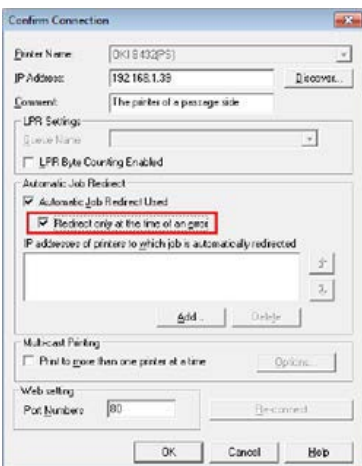 Confirm Connection
Printer Name: OKI B432(PS)
IP Address: 192.168.1.39 Discover...
Comment: The printer of a passage side
LPR Settings
Queue Name
LPR Byte Counting Enabled
Automatic Job Redirect
Automatic Job Redirect Used
Redirect only at the time of an error
IP addresses of printers to which job is automatically redirected
Add... Delete
Multi-cast Printing
Print to more than one printer at a time Options...
Web setting
Port Numbers 80 Re-connect
OK Cancel Help